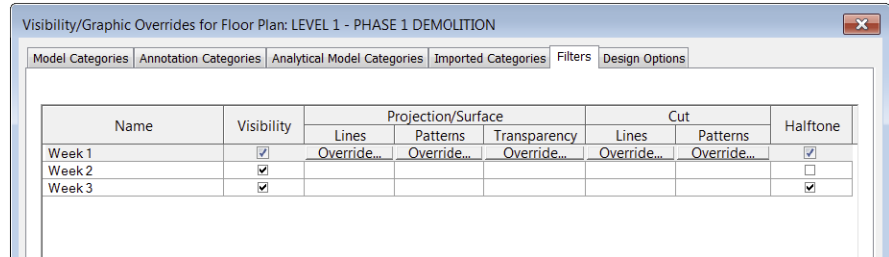 Visibility/Graphic Overrides for Floor Plan: LEVEL 1 - PHASE 1 DEMOLITION
Model Categories Annotation Categories Analytical Model Categories Imported Categories Filters Design Options
Name Visibility Projection/Surface Cut Halftone
Lines Patterns Transparency Lines Patterns
Week 1 Override... Override... Override... Override... Override...
Week 2
Week 3